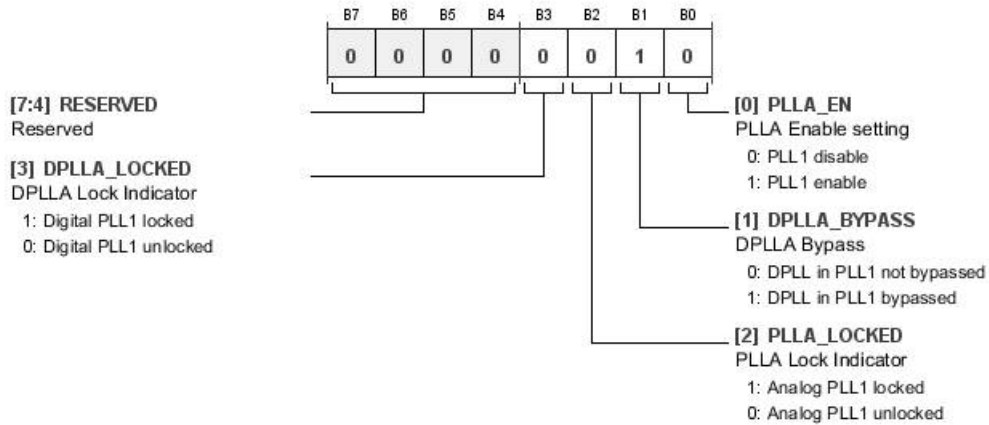 B7 B6 B5 B4 B3 B2 B1 B0
0 0 0 0 0 0 1 0
[7:4] RESERVED
Reserved
[3] DPLLA_LOCKED
DPLLA Lock Indicator
1: Digital PLL1 locked
0: Digital PLL1 unlocked
[0] PLLA_EN
PLLA Enable setting
0: PLL1 disable
1: PLL1 enable
[1] DPLLA_BYPASS
DPLLA Bypass
0: DPLL in PLL1 not bypassed
1: DPLL in PLL1 bypassed
[2] PLLA_LOCKED
PLLA Lock Indicator
1: Analog PLL1 locked
0: Analog PLL1 unlocked